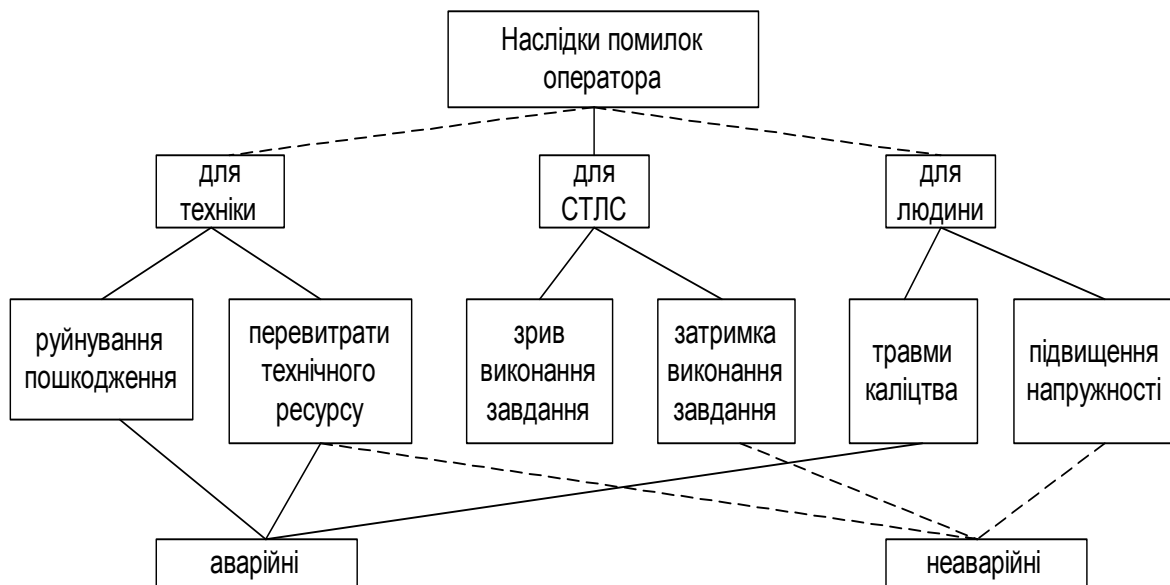 Наслідки помилок
оператора
для
техніки
для
СТЛС
для
людини
руйнування
пошкодження
перевитрати
технічного
ресурсу
зрив
виконання
завдання
затримка
виконання
завдання
травми
каліцтва
підвищення
напружності
аварійні
неаварійні